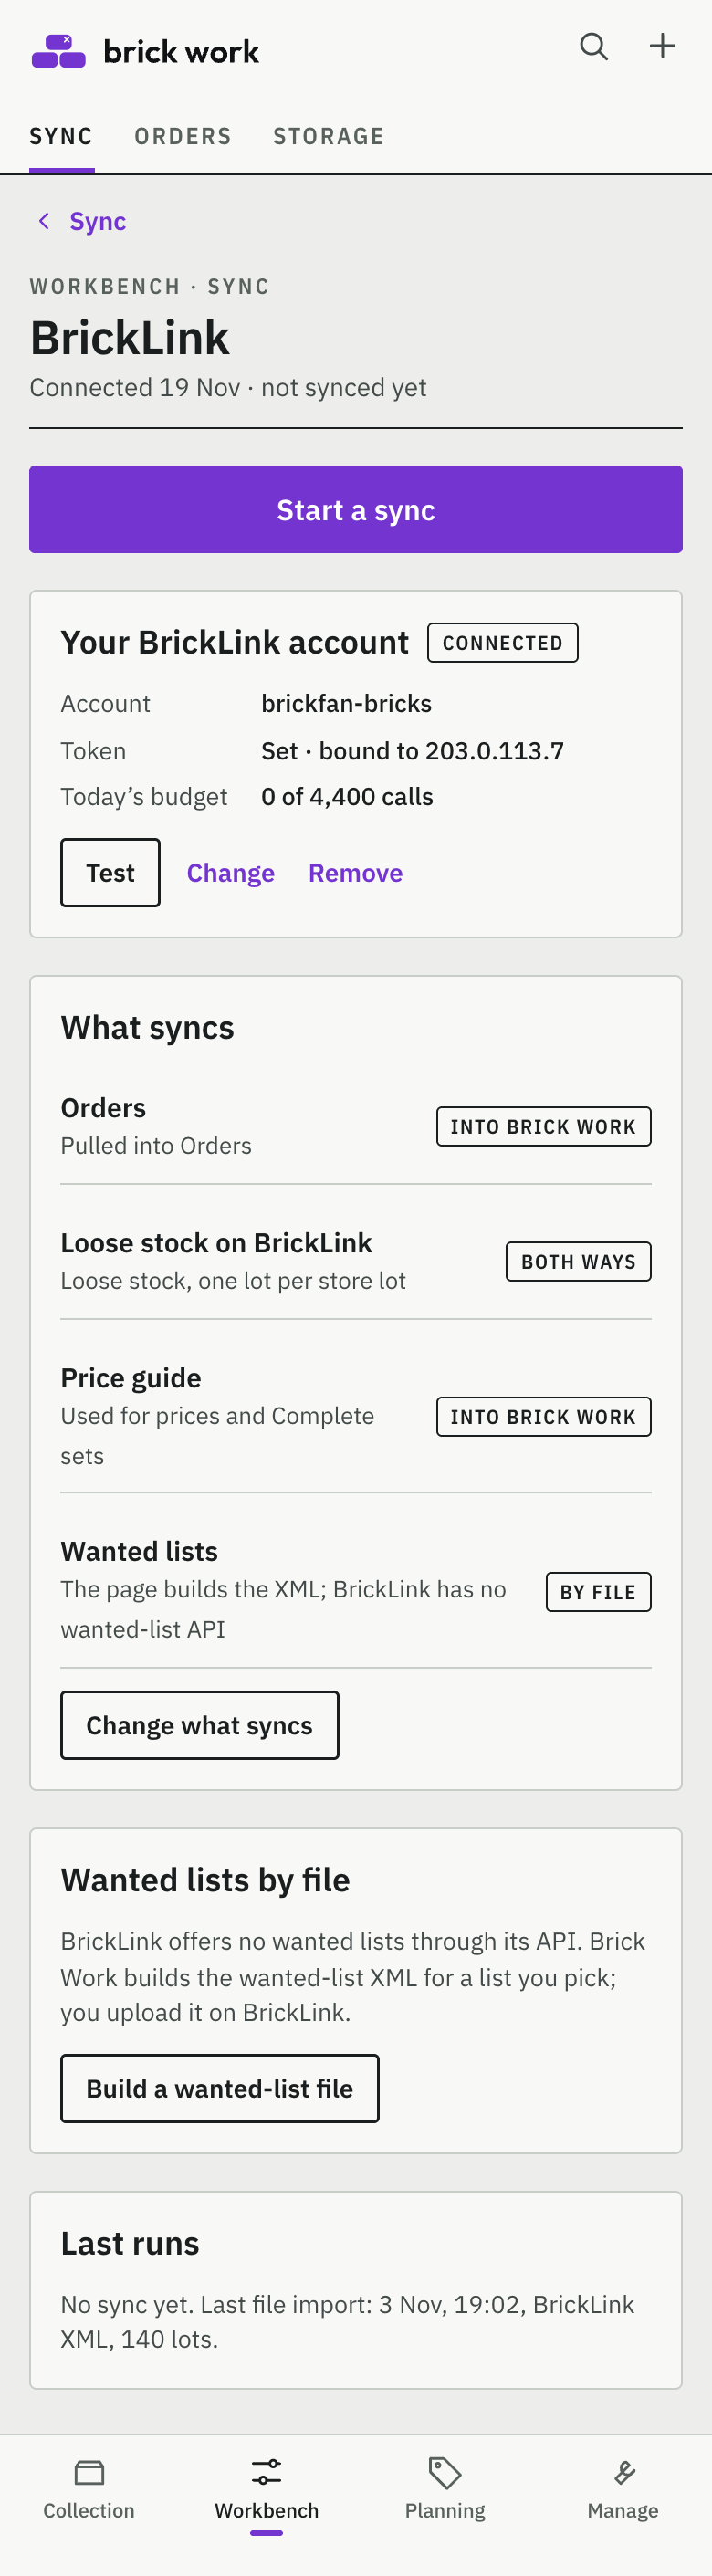 brick work
SYNC ORDERS STORAGE
Sync
WORKBENCH · SYNC
BrickLink
Connected 19 Nov · not synced yet
Start a sync
Your BrickLink account CONNECTED
Account brickfan-bricks
Token Set · bound to 203.0.113.7
Today’s budget 0 of 4,400 calls
Test Change Remove
What syncs
Orders
Pulled into Orders
INTO BRICK WORK
Loose stock on BrickLink
Loose stock, one lot per store lot
BOTH WAYS
Price guide
Used for prices and Complete
sets
INTO BRICK WORK
Wanted lists
The page builds the XML; BrickLink has no
wanted-list API
BY FILE
Change what syncs
Wanted lists by file
BrickLink offers no wanted lists through its API. Brick
Work builds the wanted-list XML for a list you pick;
you upload it on BrickLink.
Build a wanted-list file
Last runs
No sync yet. Last file import: 3 Nov, 19:02, BrickLink
XML, 140 lots.
Collection Workbench Planning Manage